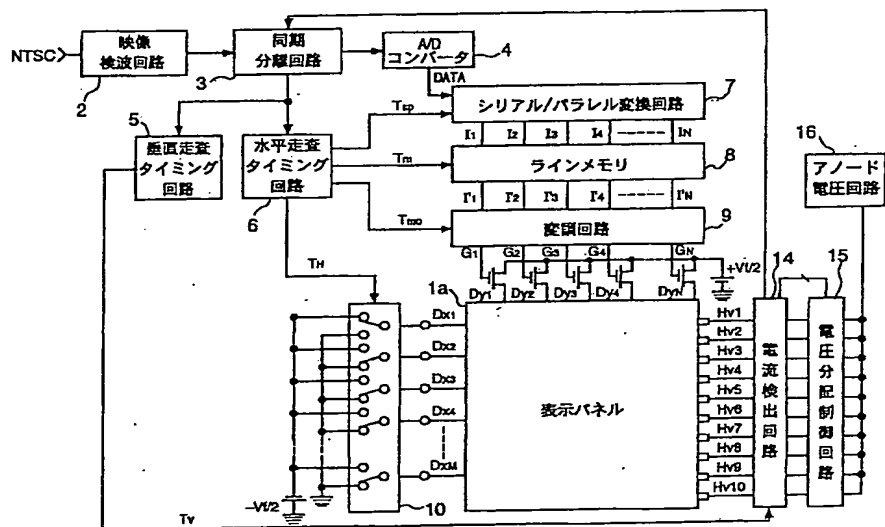 NTSC
映像
検波回路
2
同期
分離回路
3
A/D
コンバータ
4
DATA
5
垂直走査
タイミング
回路
水平走査
タイミング
回路
6
Tsp
Tm
Tmo
シリアル/パラレル変換回路
7
I1 I2 I3 I4 IN
ラインメモリ
8
I'1 I'2 I'3 I'4 I'N
変調回路
9
G1 G2 G3 G4 GN
+Vf/2
Dy1 Dy2 Dy3 Dy4 DyN
16
アノード
電圧回路
TH
1a
表示パネル
Dx1
Dx2
Dx3
Dx4
DxM
10
-Vf/2
Tv
Hv1
Hv2
Hv3
Hv4
Hv5
Hv6
Hv7
Hv8
Hv9
Hv10
14
電流検出回路
15
電圧分配制御回路